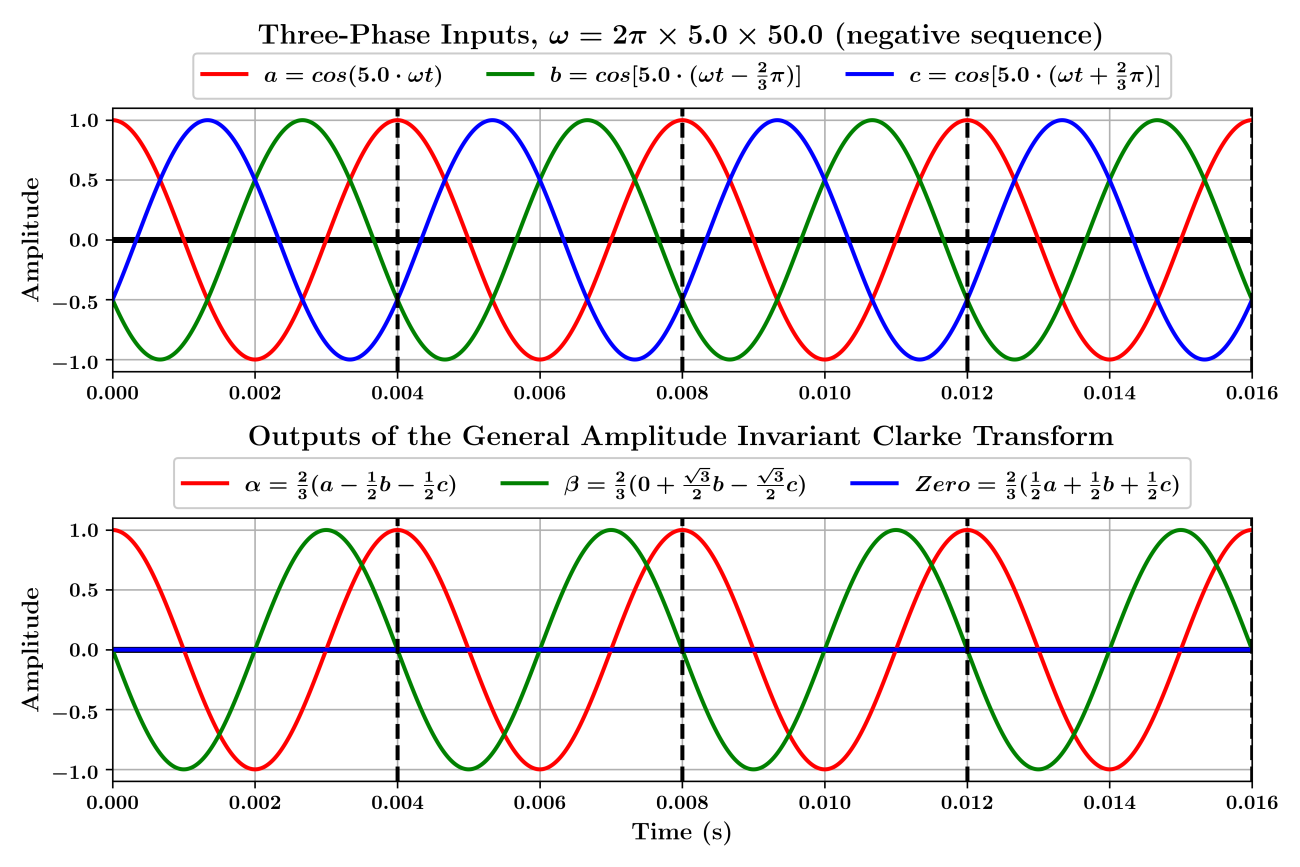 Three-Phase Inputs, ω = 2π × 5.0 × 50.0 (negative sequence)
a = cos(5.0 · ωt) b = cos[5.0 · (ωt − 2/3π)] c = cos[5.0 · (ωt + 2/3π)]
Amplitude
1.0
0.5
0.0
−0.5
−1.0
0.000 0.002 0.004 0.006 0.008 0.010 0.012 0.014 0.016
Outputs of the General Amplitude Invariant Clarke Transform
α = 2/3(a − 1/2b − 1/2c) β = 2/3(0 + √3/2b − √3/2c) Zero = 2/3(1/2a + 1/2b + 1/2c)
Amplitude
1.0
0.5
0.0
−0.5
−1.0
0.000 0.002 0.004 0.006 0.008 0.010 0.012 0.014 0.016
Time (s)